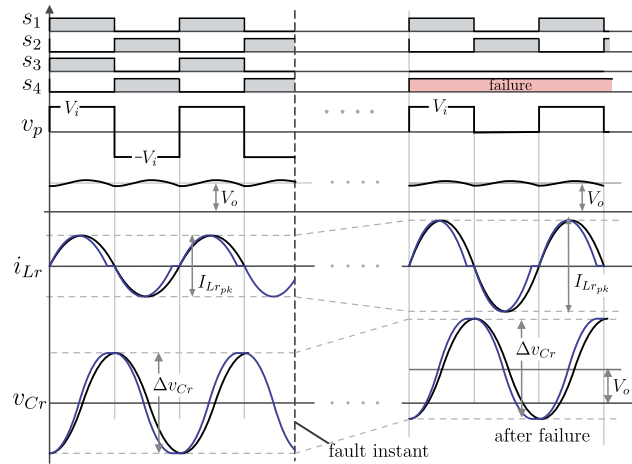 s1
s2
s3
s4
failure
vp
Vi
-Vi
Vi
Vo
Vo
iLr
ILrpk
ILrpk
vCr
ΔvCr
ΔvCr
Vo
fault instant
after failure